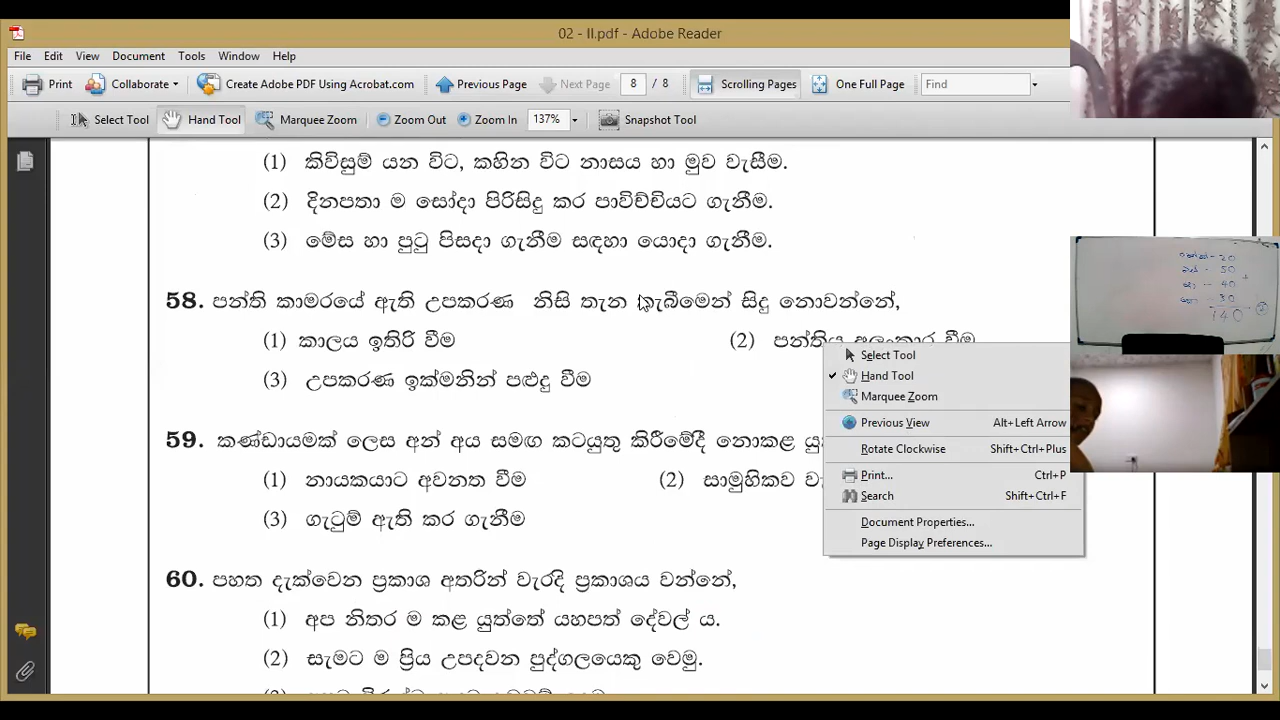 02 - II.pdf - Adobe Reader
File Edit View Document Tools Window Help
Print Collaborate Create Adobe PDF Using Acrobat.com Previous Page Next Page 8 / 8 Scrolling Pages One Full Page Find
Select Tool Hand Tool Marquee Zoom Zoom Out Zoom In 137% Snapshot Tool
(1) කිවිසුම් යන විට, කහින විට නාසය හා මුව වැසීම.
(2) දිනපතා ම සෝදා පිරිසිදු කර පාවිච්චියට ගැනීම.
(3) මේස හා පුටු පිසදා ගැනීම සඳහා යොදා ගැනීම.
58. පන්ති කාමරයේ ඇති උපකරණ නිසි තැන තැබීමෙන් සිදු නොවන්නේ,
(1) කාලය ඉතිරි වීම (2) පන්තිය අලංකාර වීම
(3) උපකරණ ඉක්මනින් පළුදු වීම
59. කණ්ඩායමක් ලෙස අන් අය සමඟ කටයුතු කිරීමේදී නොකළ
(1) නායකයාට අවනත වීම (2) සාමුහිකව
(3) ගැටුම් ඇති කර ගැනීම
60. පහත දැක්වෙන ප්‍රකාශ අතරින් වැරදි ප්‍රකාශය වන්නේ,
(1) අප නිතර ම කළ යුත්තේ යහපත් දේවල් ය.
(2) සැමට ම ප්‍රිය උපදවන පුද්ගලයෙකු වෙමු.
Select Tool
Hand Tool
Marquee Zoom
Previous View Alt+Left Arrow
Rotate Clockwise Shift+Ctrl+Plus
Print... Ctrl+P
Search Shift+Ctrl+F
Document Properties...
Page Display Preferences...
20
50
40
30
140